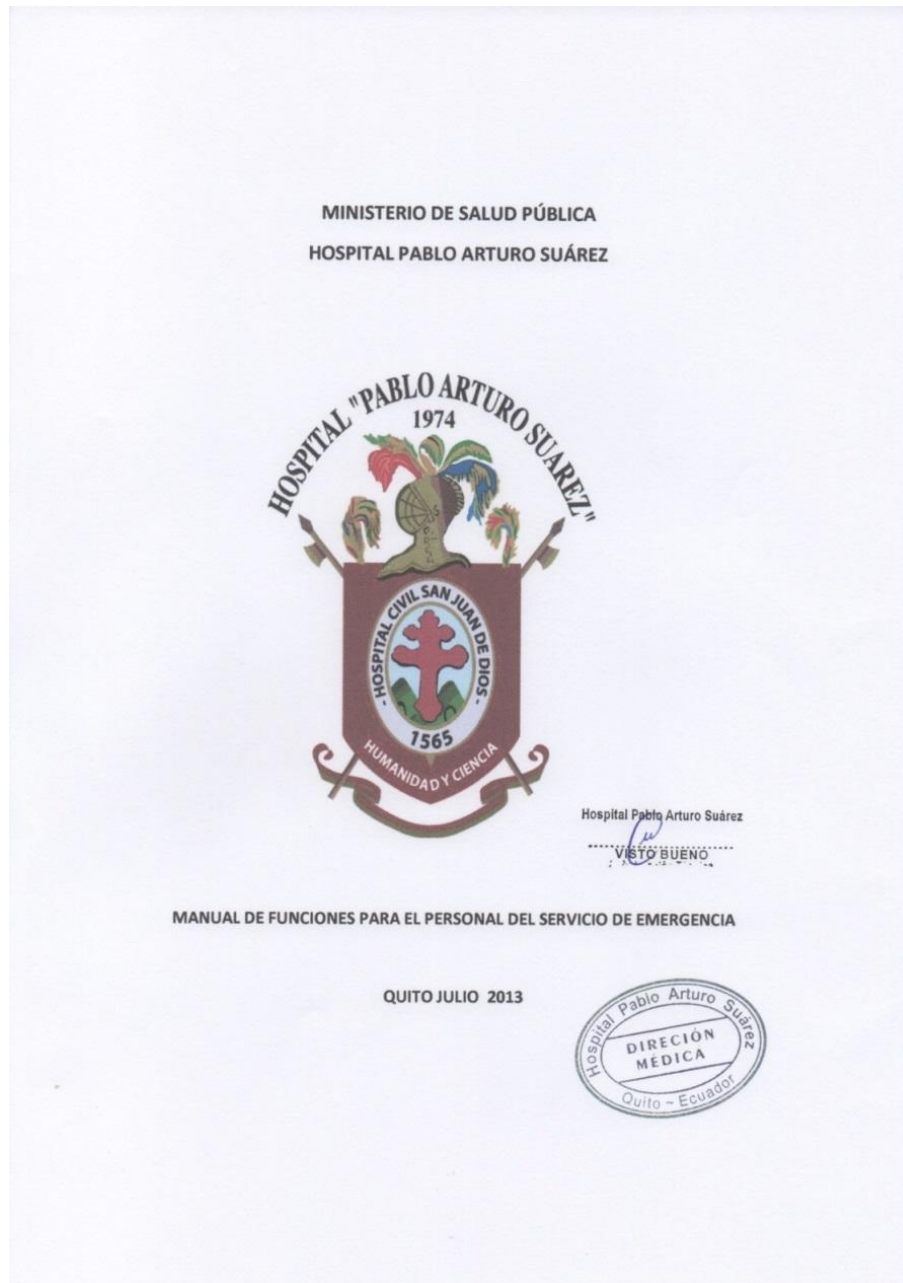 MINISTERIO DE SALUD PÚBLICA
HOSPITAL PABLO ARTURO SUÁREZ
HOSPITAL "PABLO ARTURO SUAREZ"
1974
- HOSPITAL CIVIL SAN JUAN DE DIOS -
1565
HUMANIDAD Y CIENCIA
Hospital Pablo Arturo Suárez
VISTO BUENO
MANUAL DE FUNCIONES PARA EL PERSONAL DEL SERVICIO DE EMERGENCIA
QUITO JULIO 2013
Hospital Pablo Arturo Suárez
DIRECIÓN
MÉDICA
Quito ~ Ecuador